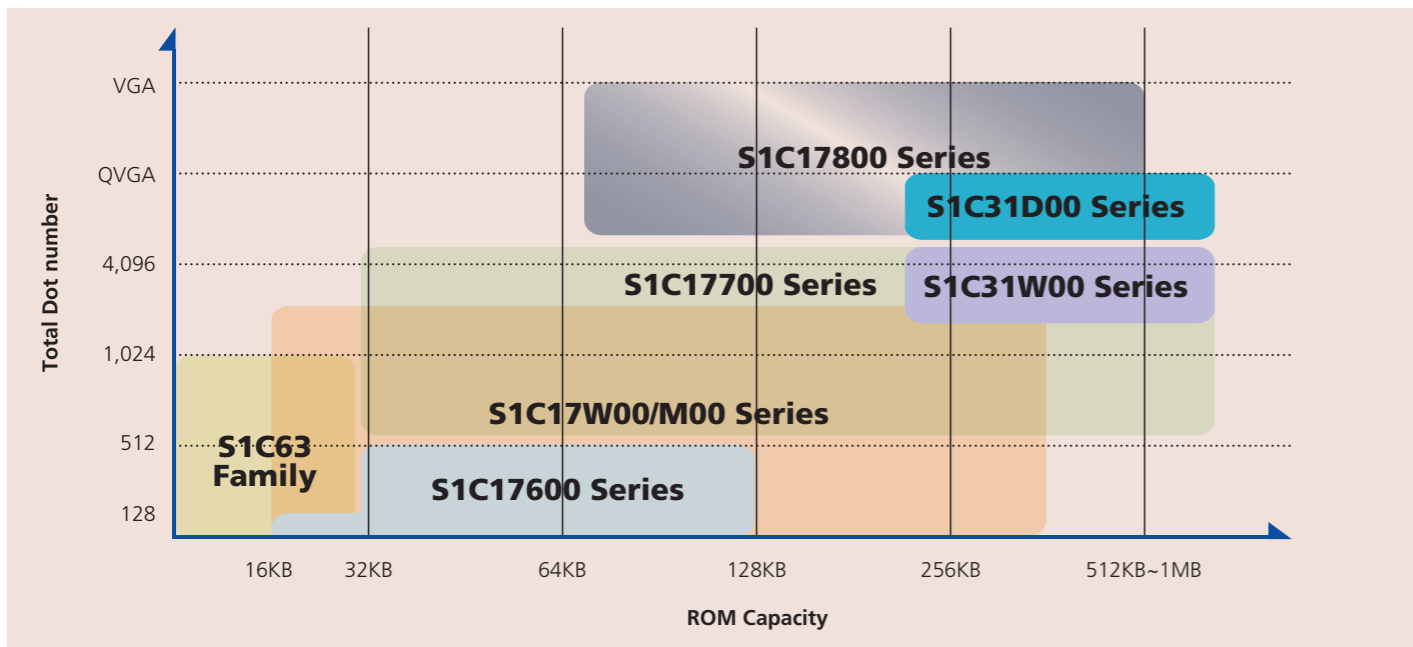 VGA
QVGA
4,096
1,024
512
128
Total Dot number
S1C17800 Series
S1C31D00 Series
S1C17700 Series
S1C31W00 Series
S1C17W00/M00 Series
S1C63
Family
S1C17600 Series
16KB
32KB
64KB
128KB
256KB
512KB~1MB
ROM Capacity